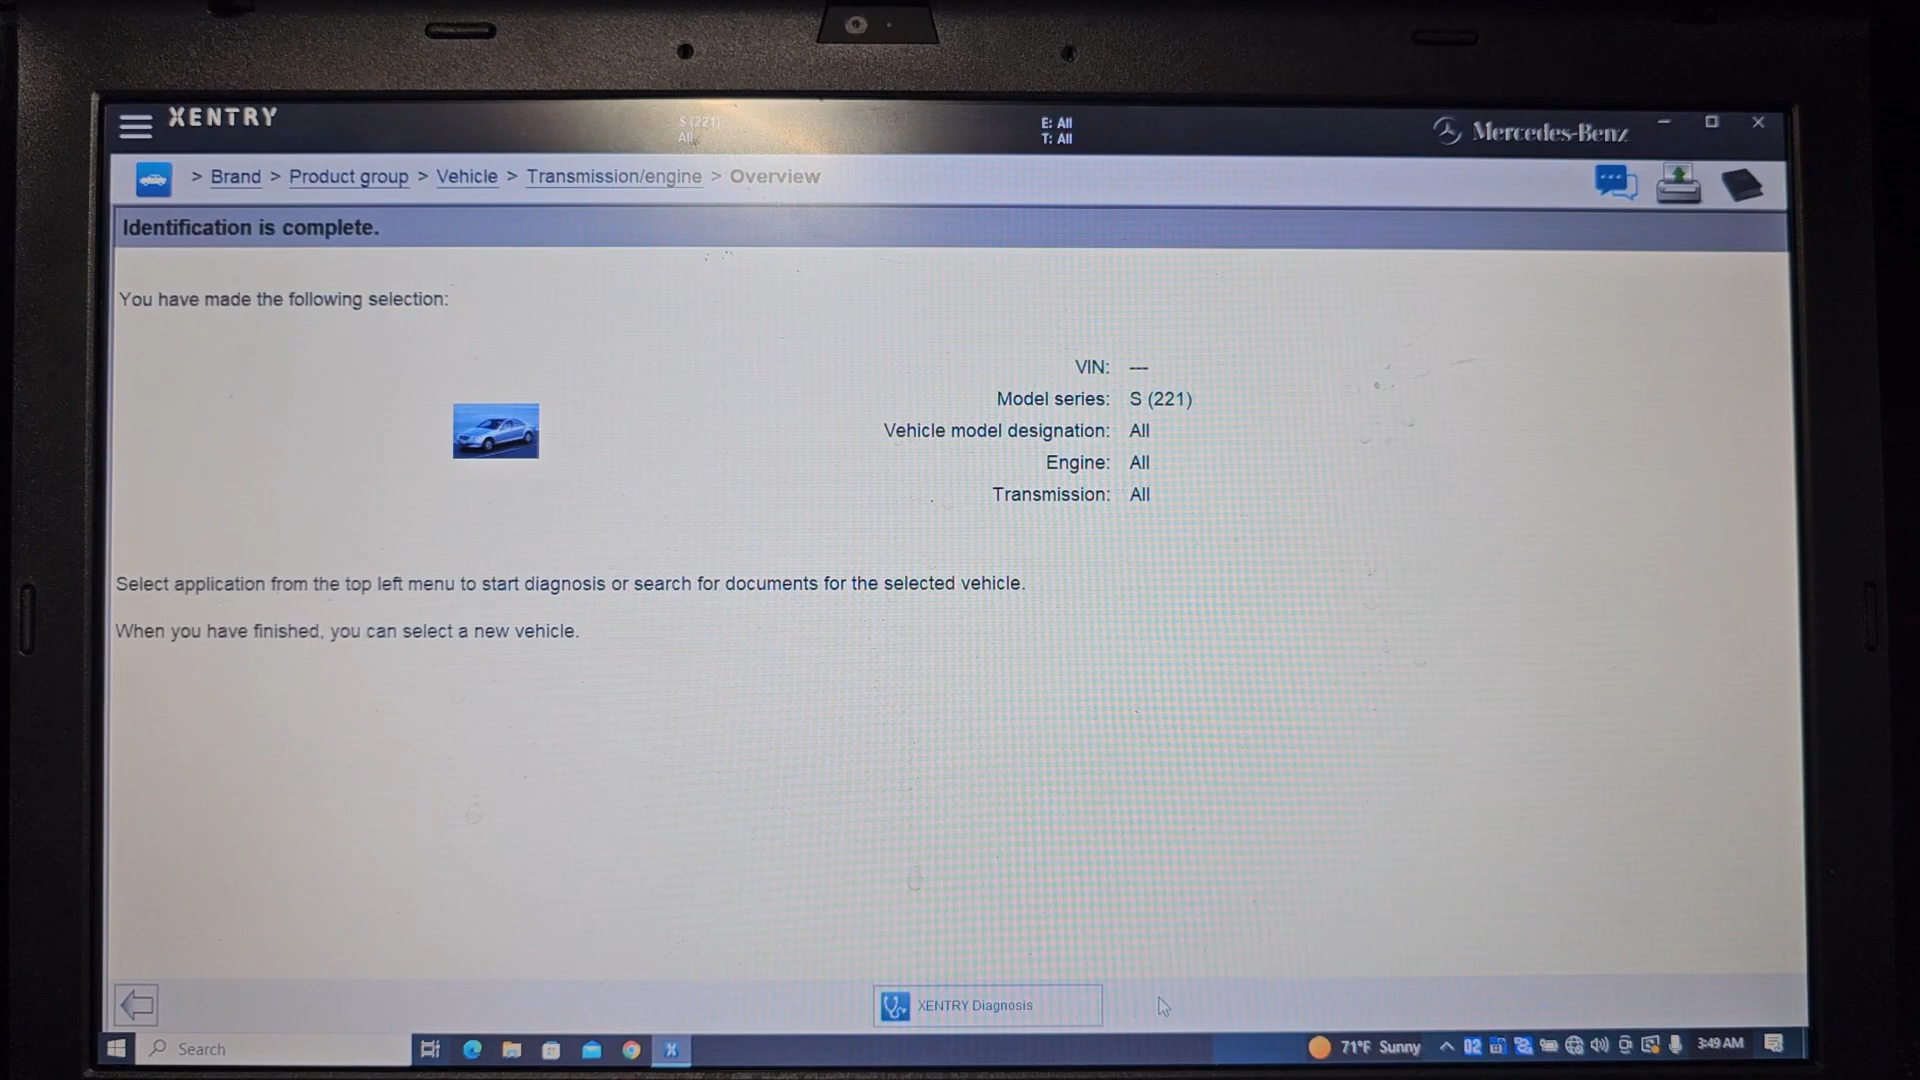 XENTRY
S (221)
All
E: All
T: All
Mercedes-Benz
> Brand > Product group > Vehicle > Transmission/engine > Overview
Identification is complete.
You have made the following selection:
VIN: ---
Model series: S (221)
Vehicle model designation: All
Engine: All
Transmission: All
Select application from the top left menu to start diagnosis or search for documents for the selected vehicle.
When you have finished, you can select a new vehicle.
XENTRY Diagnosis
Search
X
71°F Sunny
02
3:49 AM